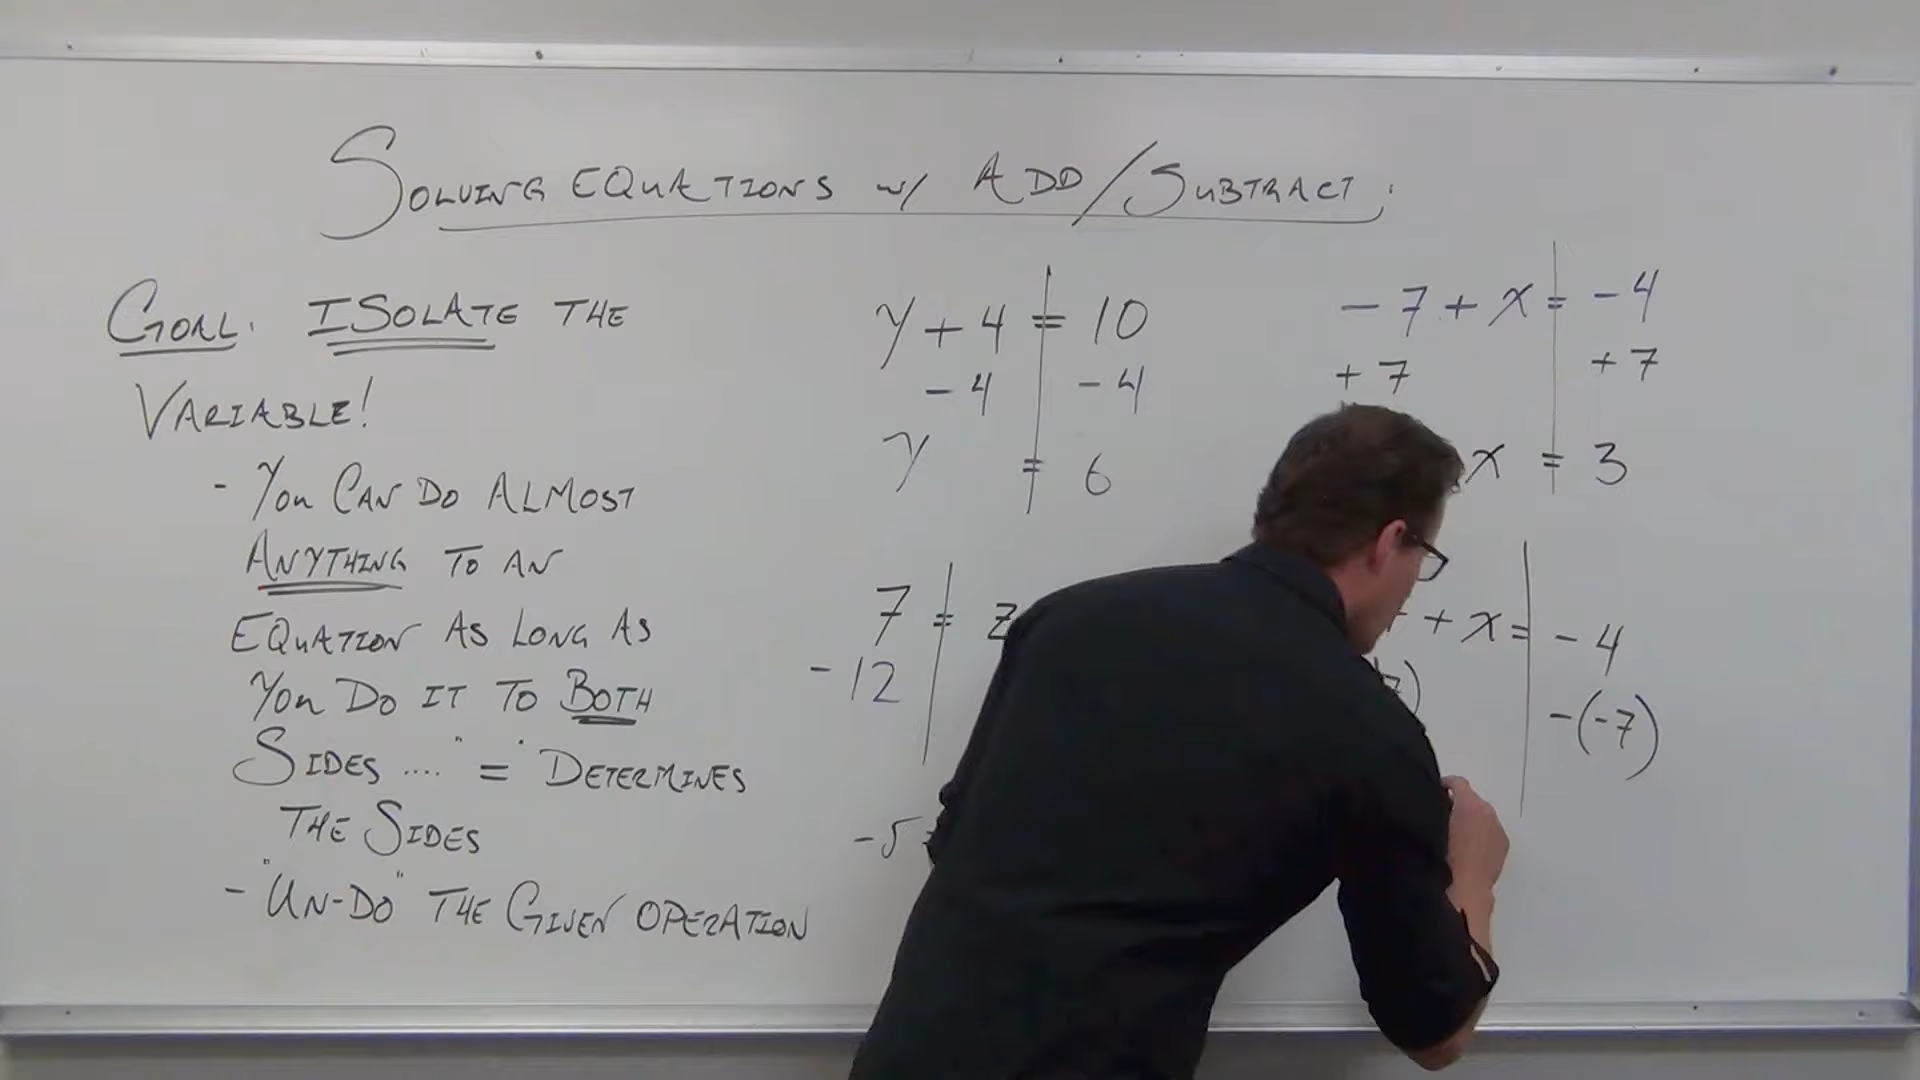 SOLVING EQUATIONS W/ ADD/SUBTRACT.
GOAL: ISOLATE THE
VARIABLE!
- YOU CAN DO ALMOST
ANYTHING TO AN
EQUATION AS LONG AS
YOU DO IT TO BOTH
SIDES .... "=" DETERMINES
THE SIDES
- "UN-DO" THE GIVEN OPERATION
y + 4 = 10
- 4 - 4
y = 6
- 7 + x = - 4
+ 7 + 7
x = 3
7 = z
- 12
- 5
+ x = - 4
7) - (-7)